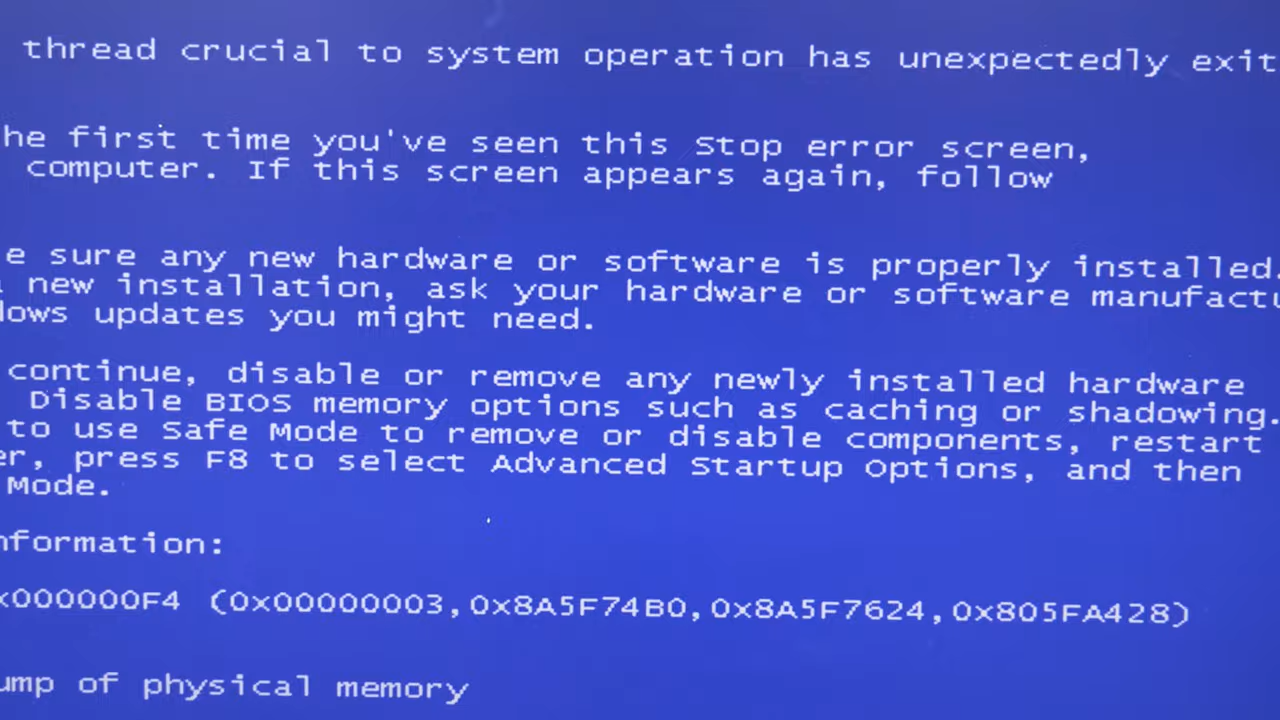 thread crucial to system operation has unexpectedly exit
he first time you've seen this Stop error screen,
computer. If this screen appears again, follow
e sure any new hardware or software is properly installed.
new installation, ask your hardware or software manufactu
lows updates you might need.
continue, disable or remove any newly installed hardware
Disable BIOS memory options such as caching or shadowing.
to use Safe Mode to remove or disable components, restart
er, press F8 to select Advanced Startup Options, and then
Mode.
nformation:
x000000F4 (0x00000003,0x8A5F74B0,0x8A5F7624,0x805FA428)
ump of physical memory